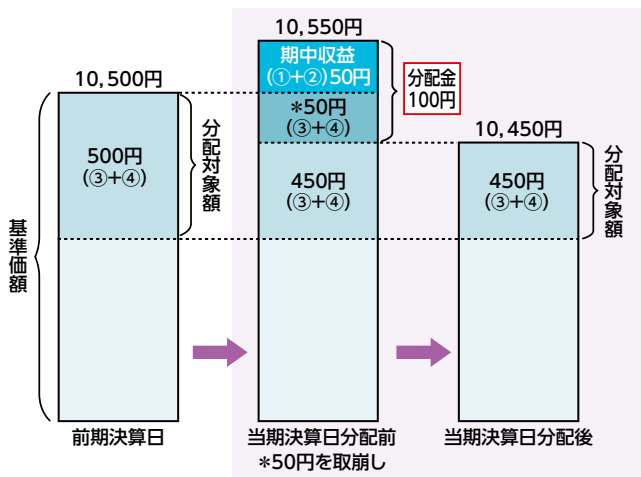 10,550円
期中収益
(①+②)50円
分配金
100円
10,500円
*50円
(③+④)
10,450円
500円
(③+④)
分配対象額
450円
(③+④)
450円
(③+④)
分配対象額
基準価額
前期決算日
当期決算日分配前
当期決算日分配後
*50円を取崩し